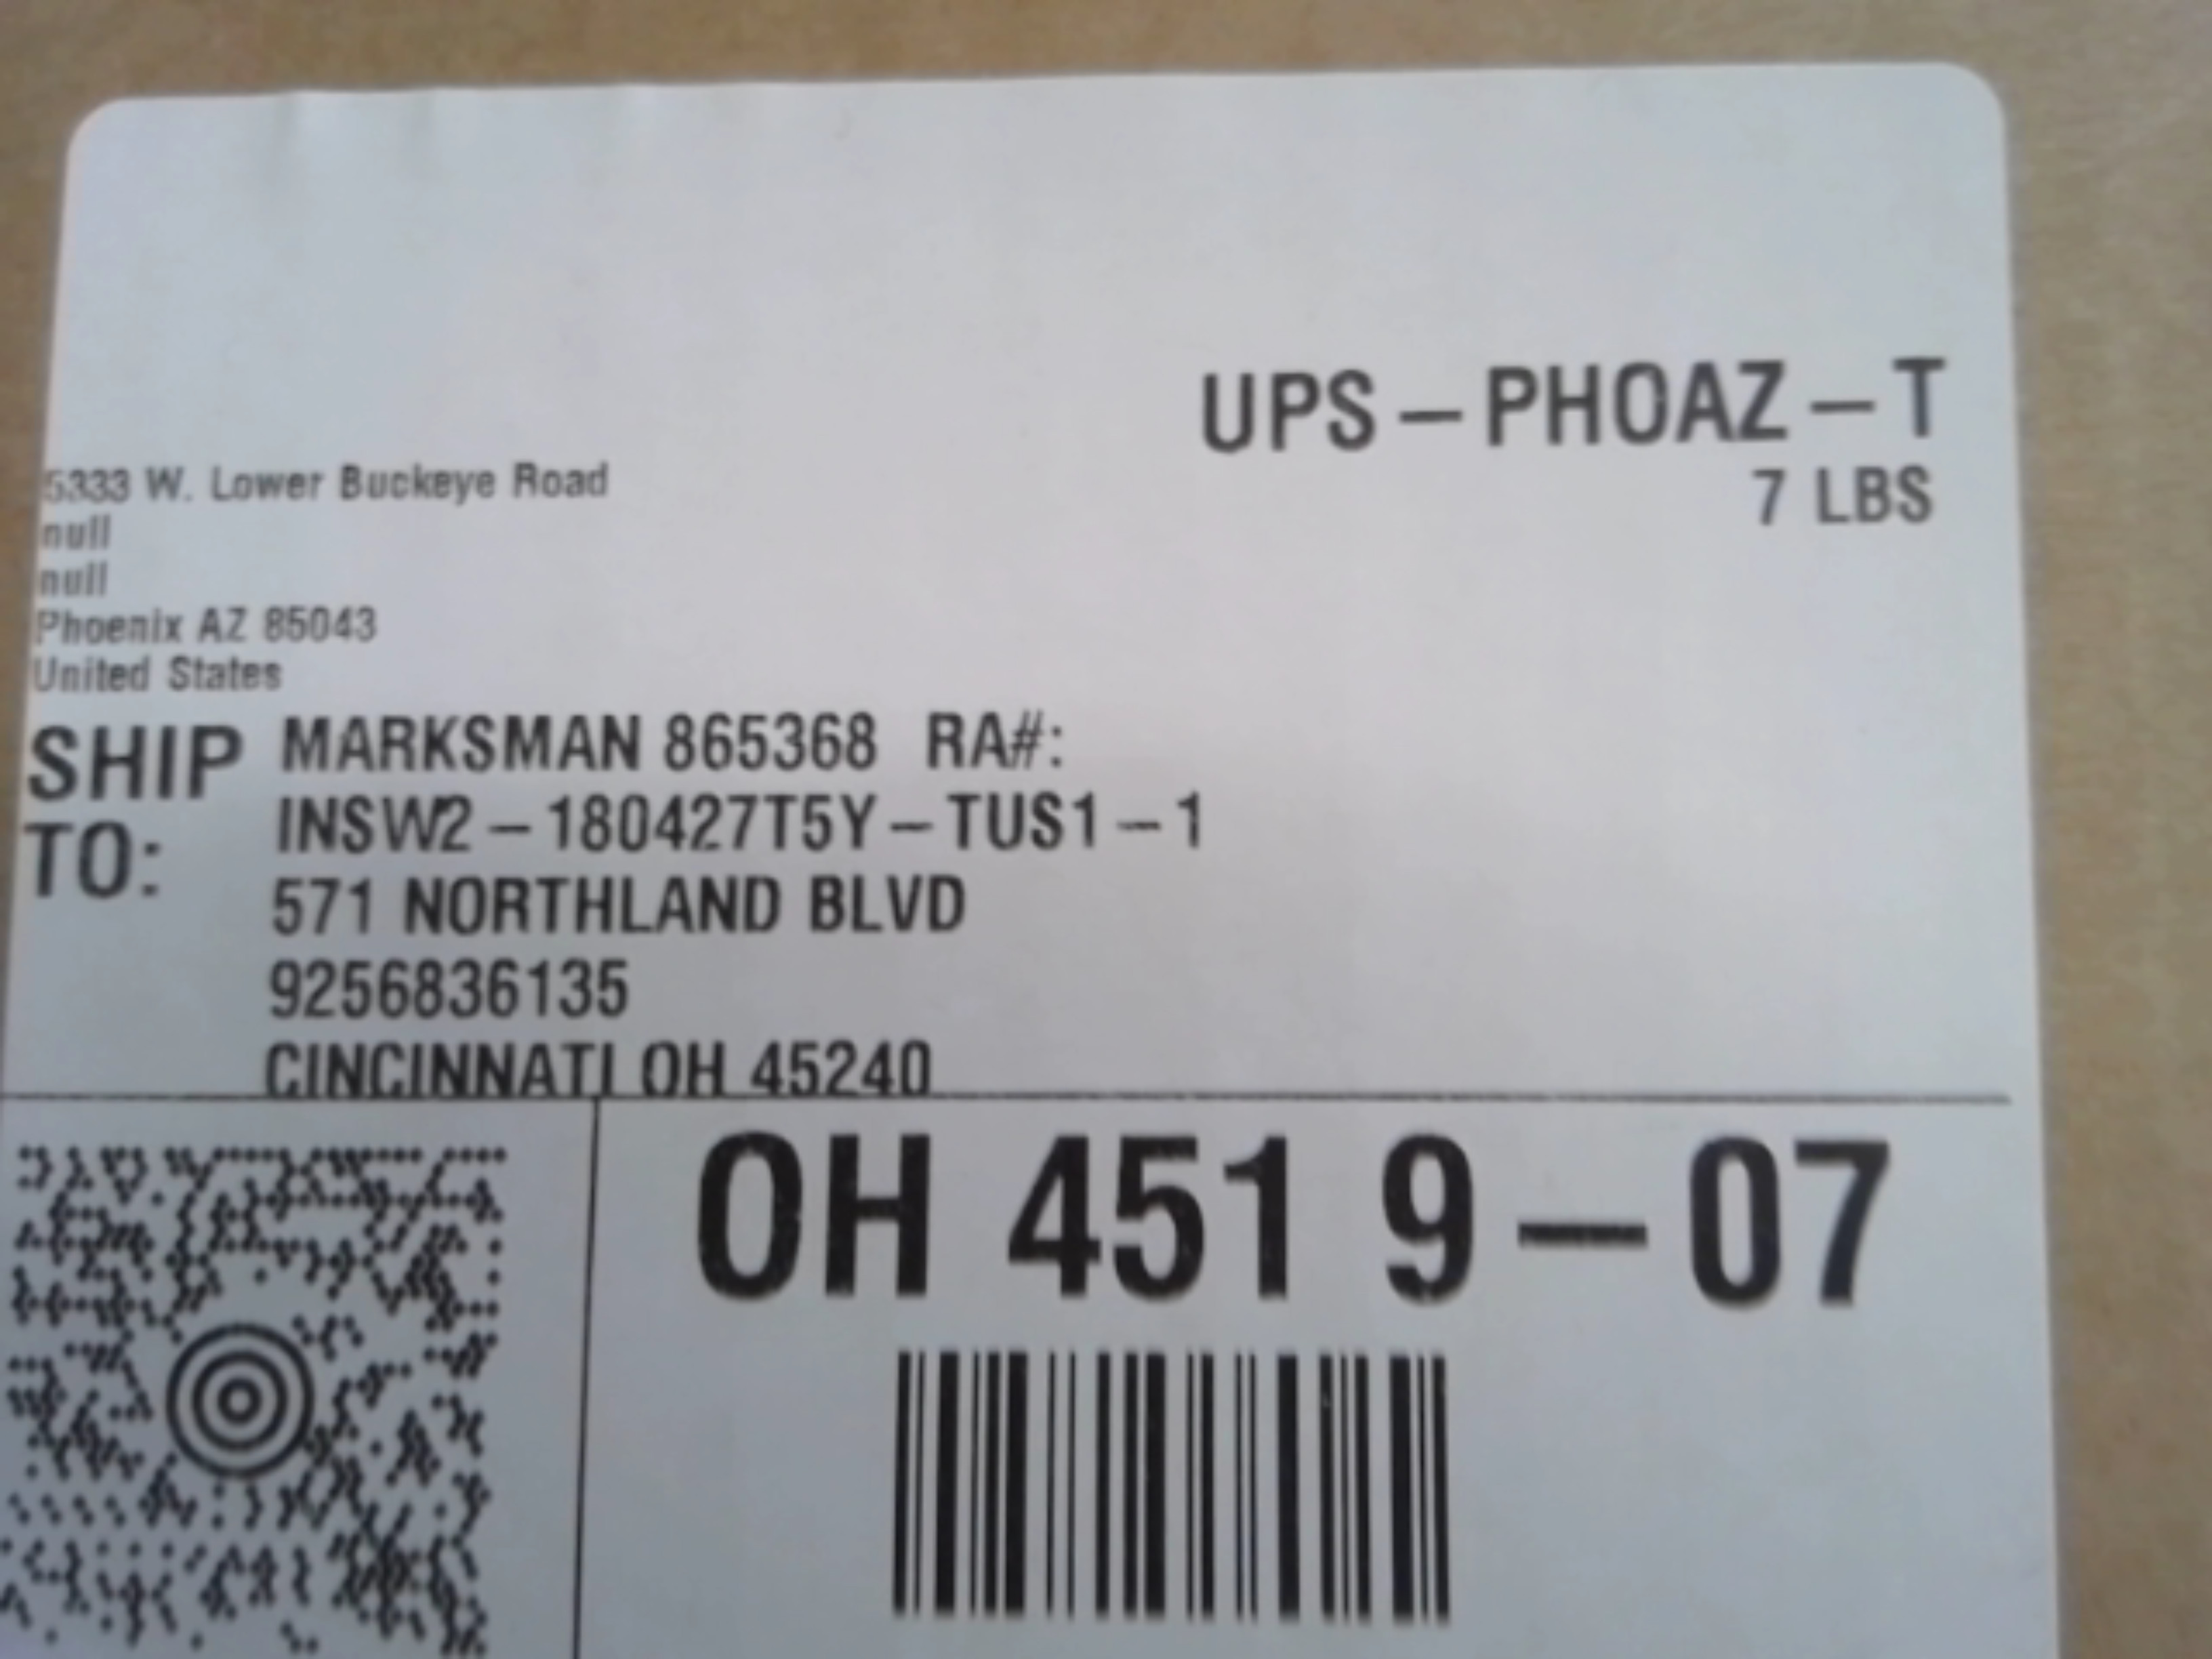 UPS-PHOAZ-T
7 LBS
5333 W. Lower Buckeye Road
null
null
Phoenix AZ 85043
United States
SHIP TO:
MARKSMAN 865368 RA#:
INSW2-180427T5Y-TUS1-1
571 NORTHLAND BLVD
9256836135
CINCINNATI OH 45240
OH 451 9-07